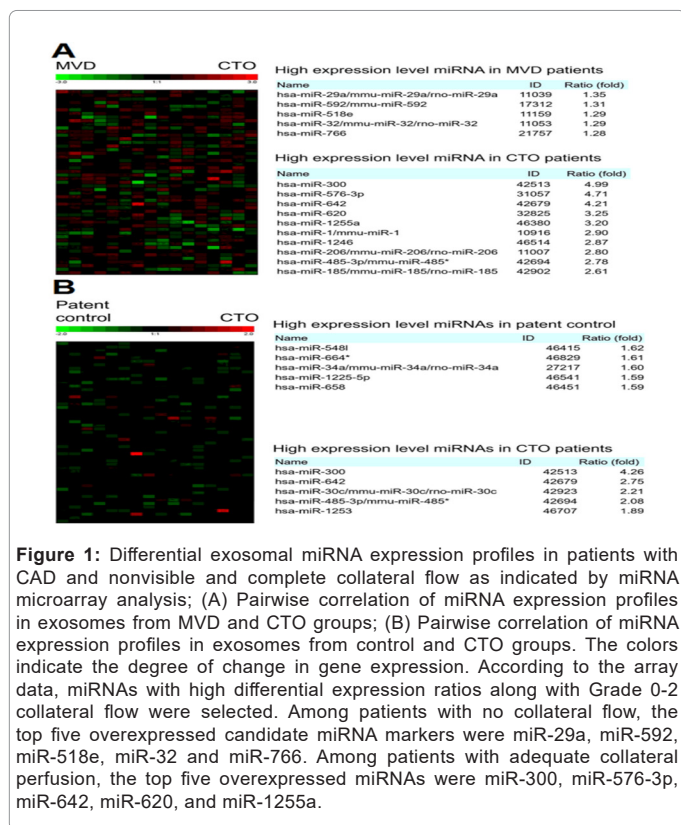 A
MVD CTO
-3.0 1:1 3.0
High expression level miRNA in MVD patients
Name ID Ratio (fold)
hsa-miR-29a/mmu-miR-29a/rno-miR-29a 11039 1.35
hsa-miR-592/mmu-miR-592 17312 1.31
hsa-miR-518e 11159 1.29
hsa-miR-32/mmu-miR-32/rno-miR-32 11053 1.29
hsa-miR-766 21757 1.28
High expression level miRNA in CTO patients
Name ID Ratio (fold)
hsa-miR-300 42513 4.99
hsa-miR-576-3p 31057 4.71
hsa-miR-642 42679 4.21
hsa-miR-620 32825 3.25
hsa-miR-1255a 46380 3.20
hsa-miR-1/mmu-miR-1 10916 2.90
hsa-miR-1246 46514 2.87
hsa-miR-206/mmu-miR-206/rno-miR-206 11007 2.80
hsa-miR-485-3p/mmu-miR-485* 42694 2.78
hsa-miR-185/mmu-miR-185/rno-miR-185 42902 2.61
B
Patent
control CTO
1:1
High expression level miRNAs in patent control
Name ID Ratio (fold)
hsa-miR-548l 46415 1.62
hsa-miR-664* 46829 1.61
hsa-miR-34a/mmu-miR-34a/rno-miR-34a 27217 1.60
hsa-miR-1225-5p 46541 1.59
hsa-miR-658 46451 1.59
High expression level miRNAs in CTO patients
Name ID Ratio (fold)
hsa-miR-300 42513 4.26
hsa-miR-642 42679 2.75
hsa-miR-30c/mmu-miR-30c/rno-miR-30c 42923 2.21
hsa-miR-485-3p/mmu-miR-485* 42694 2.08
hsa-miR-1253 46707 1.89
Figure 1: Differential exosomal miRNA expression profiles in patients with
CAD and nonvisible and complete collateral flow as indicated by miRNA
microarray analysis; (A) Pairwise correlation of miRNA expression profiles
in exosomes from MVD and CTO groups; (B) Pairwise correlation of miRNA
expression profiles in exosomes from control and CTO groups. The colors
indicate the degree of change in gene expression. According to the array
data, miRNAs with high differential expression ratios along with Grade 0-2
collateral flow were selected. Among patients with no collateral flow, the
top five overexpressed candidate miRNA markers were miR-29a, miR-592,
miR-518e, miR-32 and miR-766. Among patients with adequate collateral
perfusion, the top five overexpressed miRNAs were miR-300, miR-576-3p,
miR-642, miR-620, and miR-1255a.